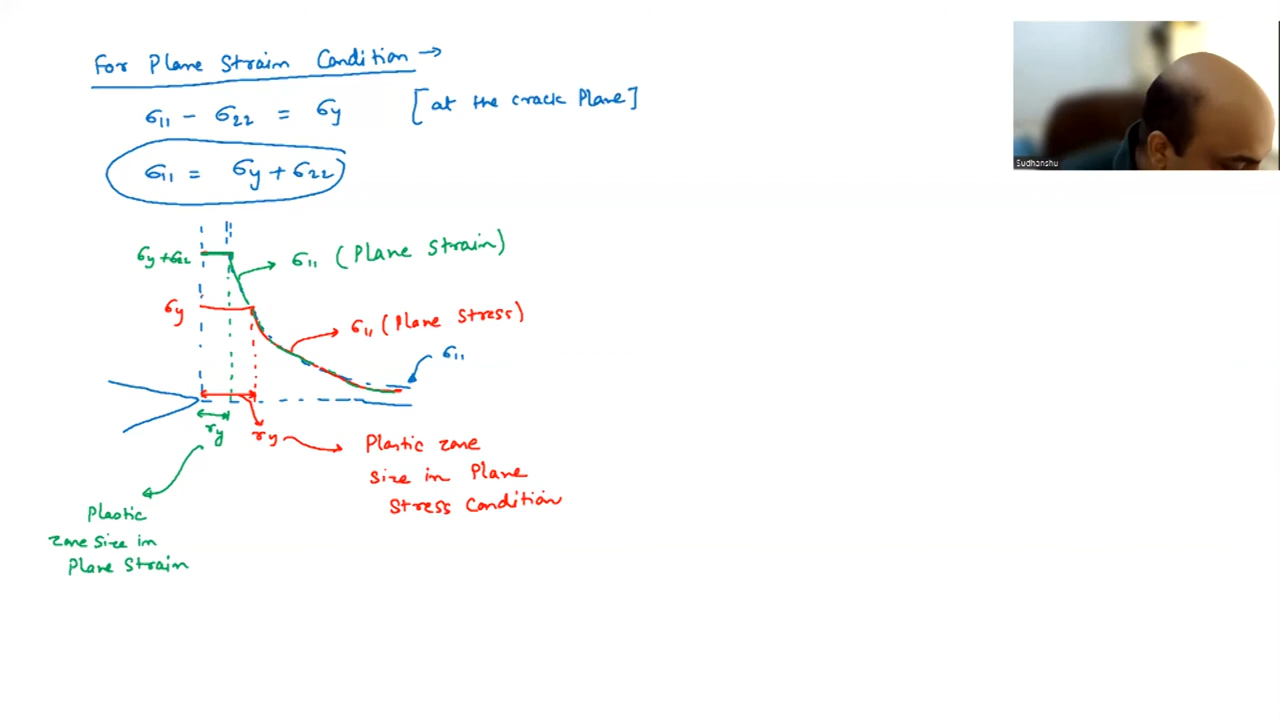 For Plane Strain Condition →
σ11 - σ22 = σy [at the crack Plane]
σ11 = σy + σ22
Sudhanshu
σy + σ22
σ11 (Plane Strain)
σy
σ11 (Plane Stress)
σ11
ry
ry
Plastic zone
Size in Plane
Stress Condition
Plastic
zone size in
Plane Strain